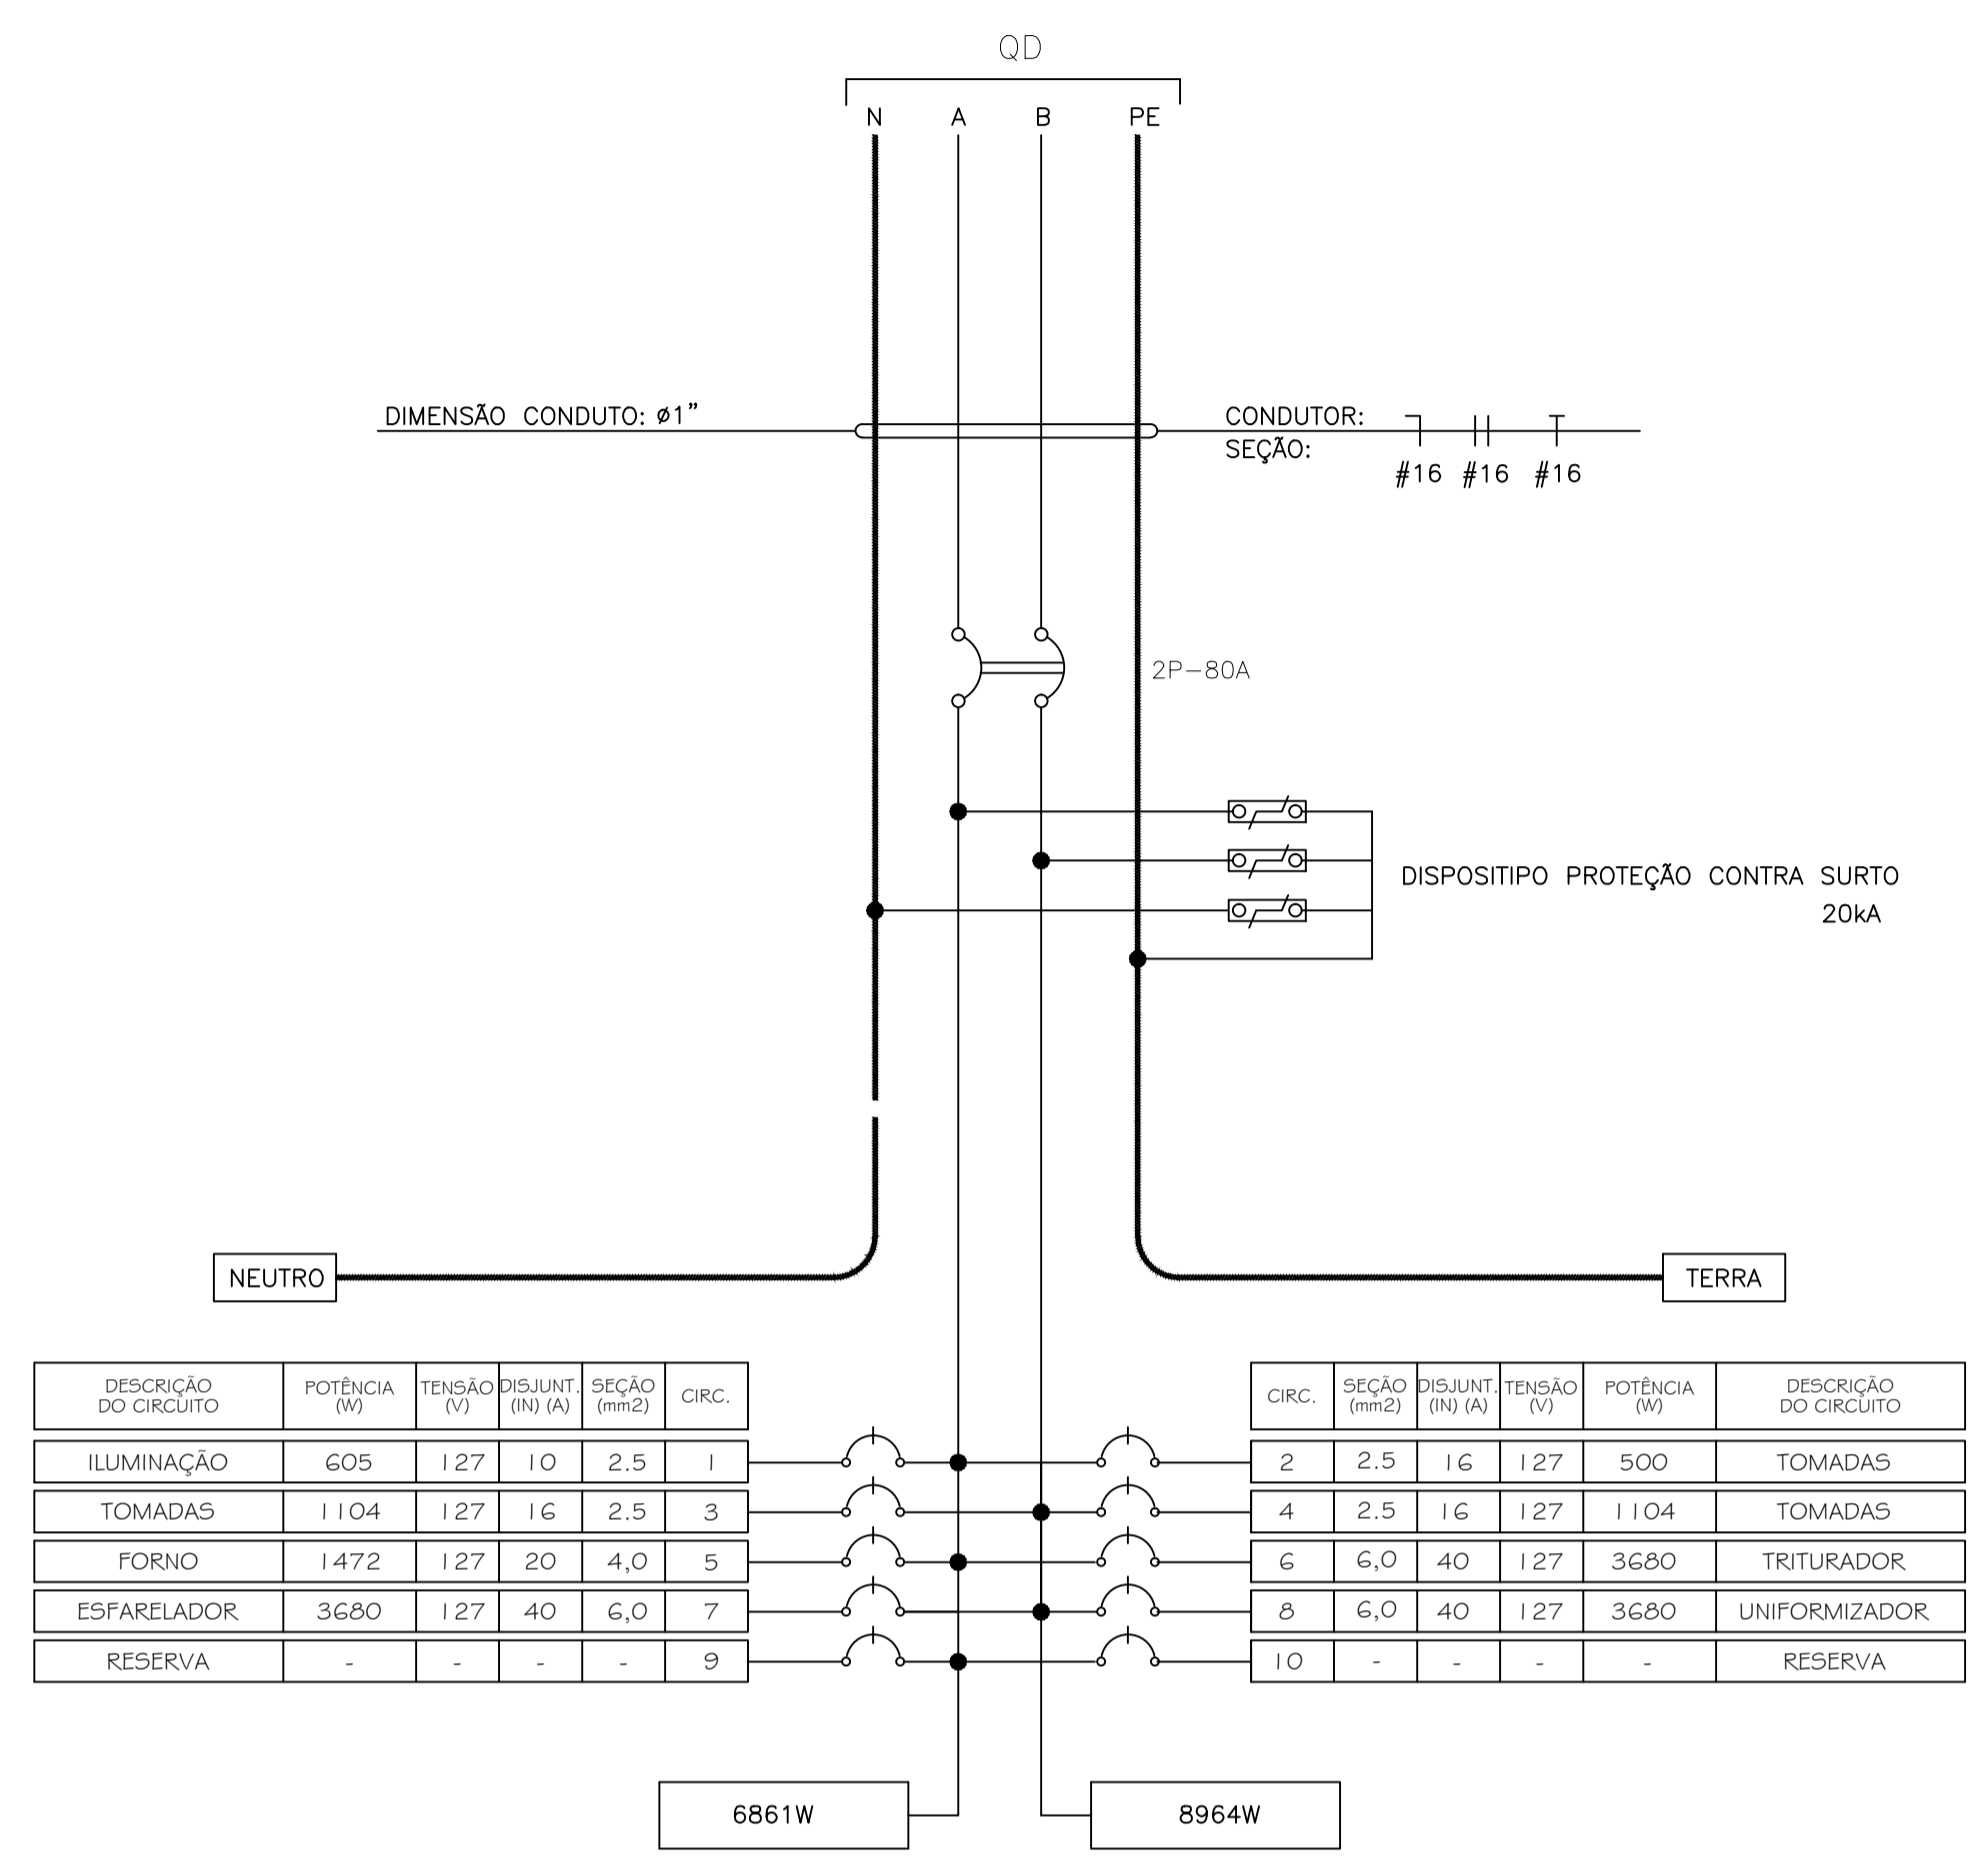 QD
N A B PE
DIMENSÃO CONDUTO: ø1”
CONDUTOR:
SEÇÃO:
#16 #16 #16
2P-80A
DISPOSITIPO PROTEÇÃO CONTRA SURTO
20kA
NEUTRO
TERRA
DESCRIÇÃO DO CIRCUITO POTÊNCIA (W) TENSÃO (V) DISJUNT. (IN) (A) SEÇÃO (mm2) CIRC.
ILUMINAÇÃO 605 127 10 2.5 1
TOMADAS 1104 127 16 2.5 3
FORNO 1472 127 20 4,0 5
ESFARELADOR 3680 127 40 6,0 7
RESERVA - - - - 9
CIRC. SEÇÃO (mm2) DISJUNT. (IN) (A) TENSÃO (V) POTÊNCIA (W) DESCRIÇÃO DO CIRCUITO
2 2.5 16 127 500 TOMADAS
4 2.5 16 127 1104 TOMADAS
6 6,0 40 127 3680 TRITURADOR
8 6,0 40 127 3680 UNIFORMIZADOR
10 - - - - RESERVA
6861W
8964W